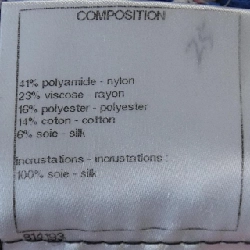 COMPOSITION
41% polyamide - nylon
23% viscose - rayon
16% polyester - polyester
14% coton - cotton
6% soie - silk
incrustations - incrustations :
100% soie - silk